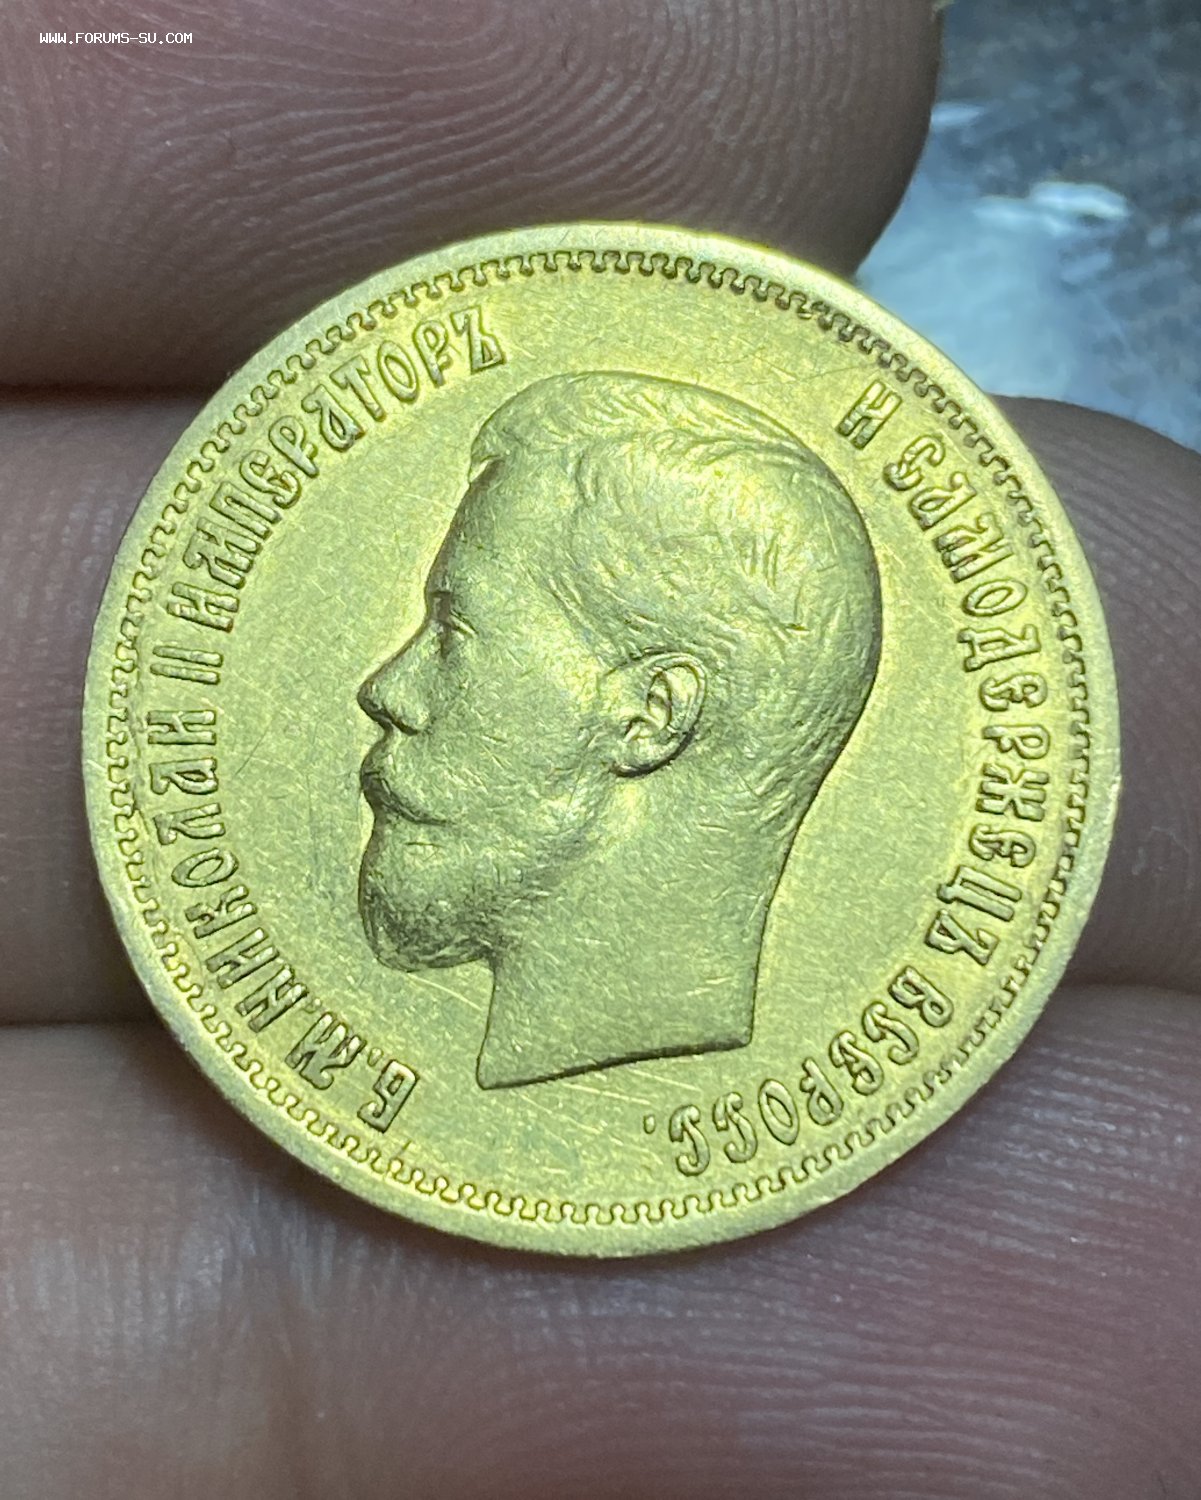 WWW.FORUMS-SU.COM
Б.М.НИКОЛАЙ II ИМПЕРАТОРЪ
И САМОДЕРЖЕЦЪ ВСЕРОСС.